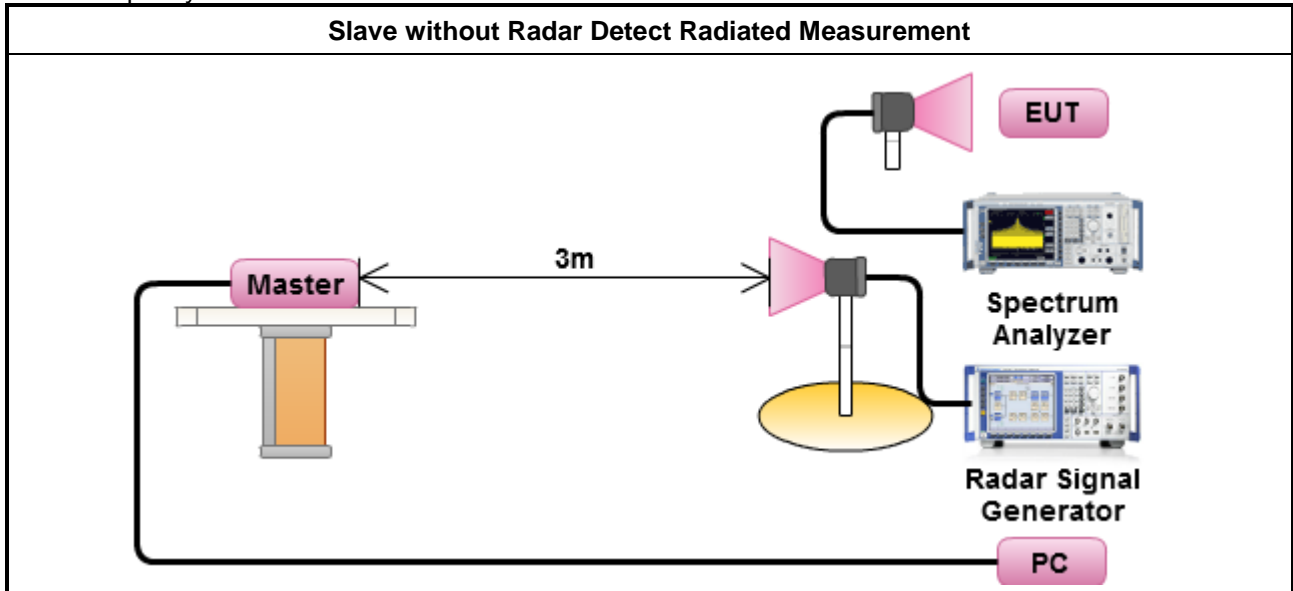 Slave without Radar Detect Radiated Measurement
EUT
3m
Master
Spectrum
Analyzer
Radar Signal
Generator
PC